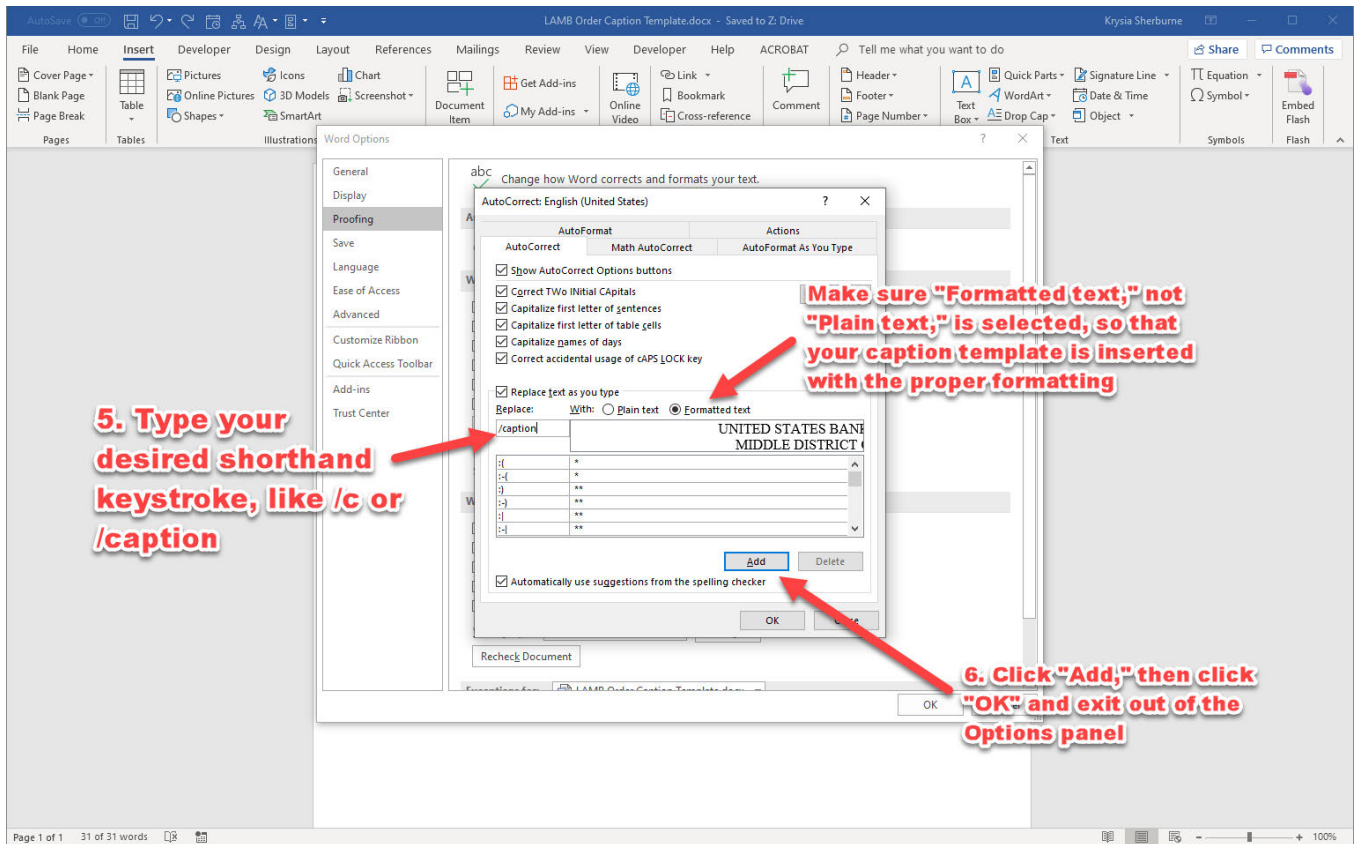 AutoSave Off
LAMB Order Caption Template.docx - Saved to Z: Drive
Krysia Sherburne
File Home Insert Developer Design Layout References Mailings Review View Developer Help ACROBAT Tell me what you want to do Share Comments
Cover Page
Blank Page
Page Break
Pages
Table
Tables
Pictures
Online Pictures
Shapes
Icons
3D Models
SmartArt
Chart
Screenshot
Illustrations
Document
Item
Get Add-ins
My Add-ins
Online
Video
Link
Bookmark
Cross-reference
Comment
Header
Footer
Page Number
Text
Box
Quick Parts
WordArt
Drop Cap
Signature Line
Date & Time
Object
Text
Equation
Symbol
Symbols
Embed
Flash
Flash
Word Options
General
Display
Proofing
Save
Language
Ease of Access
Advanced
Customize Ribbon
Quick Access Toolbar
Add-ins
Trust Center
abc
Change how Word corrects and formats your text.
AutoCorrect: English (United States)
AutoFormat Actions
AutoCorrect Math AutoCorrect AutoFormat As You Type
Show AutoCorrect Options buttons
Correct TWo INitial CApitals
Capitalize first letter of sentences
Capitalize first letter of table cells
Capitalize names of days
Correct accidental usage of cAPS LOCK key
Replace text as you type
Replace: With: Plain text Formatted text
/caption
UNITED STATES BAN
MIDDLE DISTRICT
:( *
:-( *
:) **
:-) **
:| **
:-| **
Add Delete
Automatically use suggestions from the spelling checker
OK
Recheck Document
LAMB Order Caption Template.docx
OK
5. Type your
desired shorthand
keystroke, like /c or
/caption
Make sure "Formatted text," not
"Plain text," is selected, so that
your caption template is inserted
with the proper formatting
6. Click "Add," then click
"OK" and exit out of the
Options panel
Page 1 of 1 31 of 31 words
100%